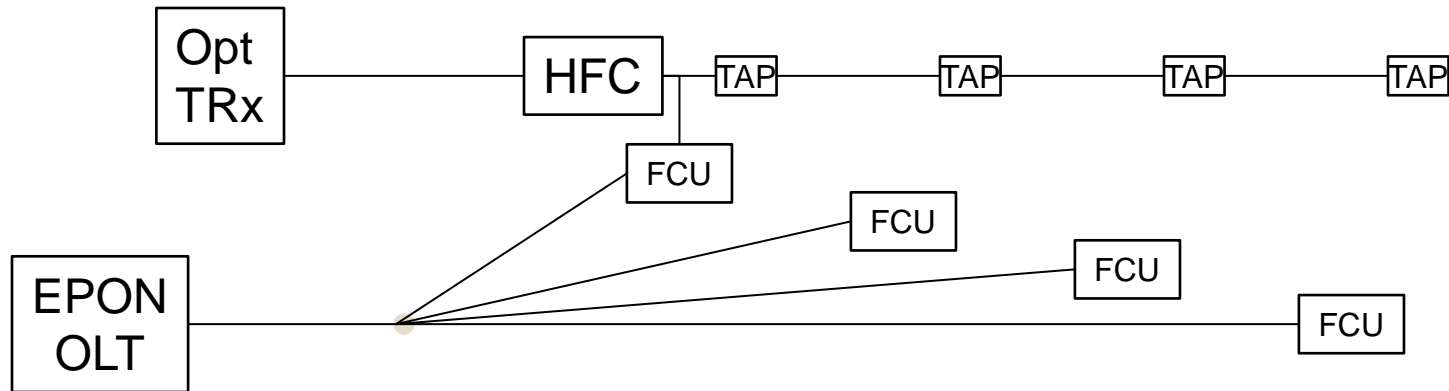 Opt
TRx
HFC
TAP
TAP
TAP
TAP
FCU
FCU
FCU
EPON
OLT
FCU